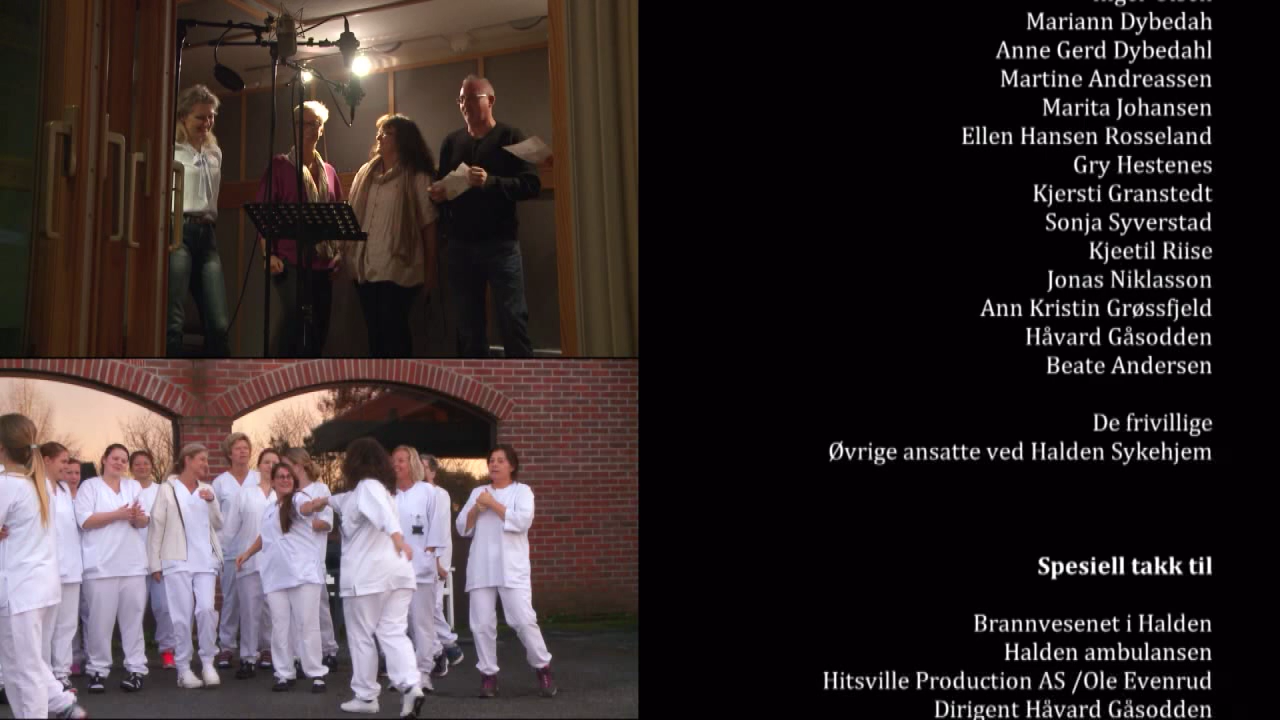 Inger Olsen
Mariann Dybedah
Anne Gerd Dybedahl
Martine Andreassen
Marita Johansen
Ellen Hansen Rosseland
Gry Hestenes
Kjersti Granstedt
Sonja Syverstad
Kjeetil Riise
Jonas Niklasson
Ann Kristin Grøssfjeld
Håvard Gåsodden
Beate Andersen
De frivillige
Øvrige ansatte ved Halden Sykehjem
Spesiell takk til
Brannvesenet i Halden
Halden ambulansen
Hitsville Production AS /Ole Evenrud
Dirigent Håvard Gåsodden